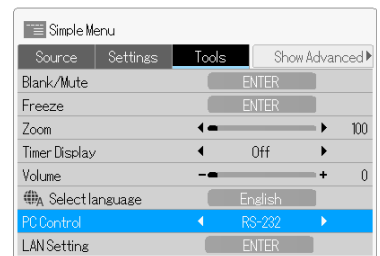 Simple Menu
Source Settings Tools Show Advanced
Blank/Mute ENTER
Freeze ENTER
Zoom 100
Timer Display Off
Volume - + 0
Select language English
PC Control RS-232
LAN Setting ENTER